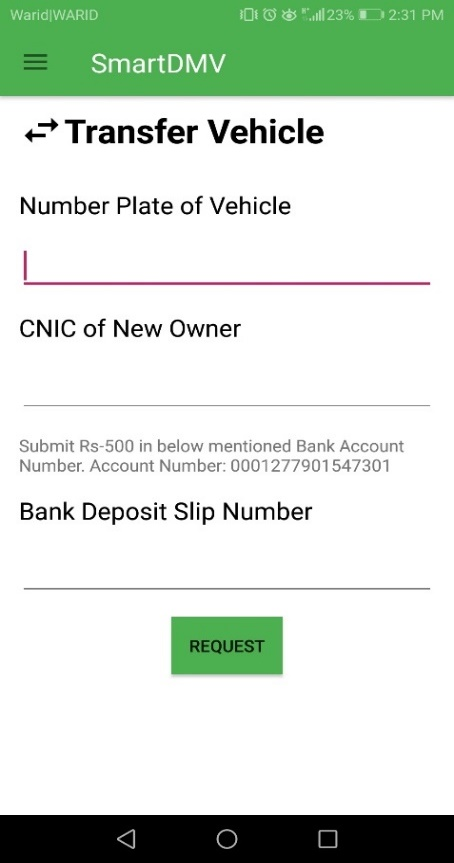 Warid|WARID 23% 2:31 PM
SmartDMV
Transfer Vehicle
Number Plate of Vehicle
CNIC of New Owner
Submit Rs-500 in below mentioned Bank Account
Number. Account Number: 0001277901547301
Bank Deposit Slip Number
REQUEST